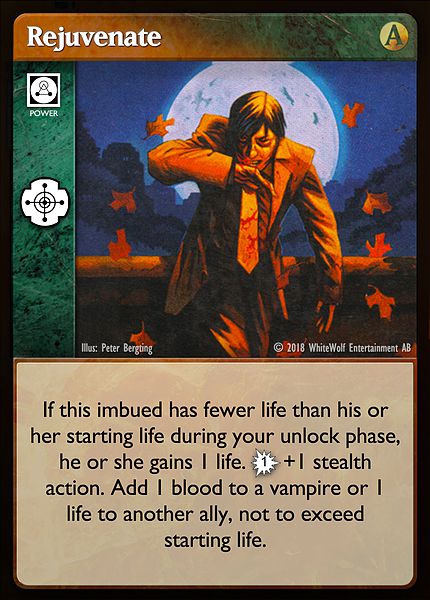 Rejuvenate
A
POWER
Illus: Peter Bergting
© 2018 WhiteWolf Entertainment AB
If this imbued has fewer life than his or
her starting life during your unlock phase,
he or she gains 1 life. 1 +1 stealth
action. Add 1 blood to a vampire or 1
life to another ally, not to exceed
starting life.